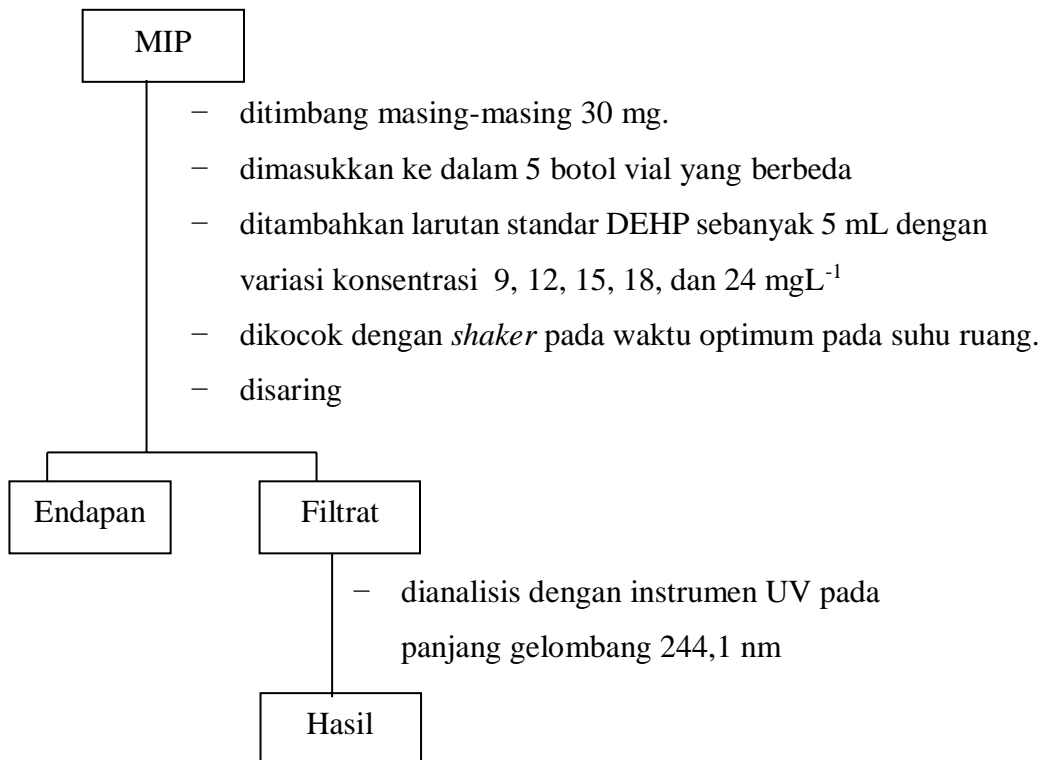 MIP
− ditimbang masing-masing 30 mg.
− dimasukkan ke dalam 5 botol vial yang berbeda
− ditambahkan larutan standar DEHP sebanyak 5 mL dengan
variasi konsentrasi 9, 12, 15, 18, dan 24 mgL⁻¹
− dikocok dengan shaker pada waktu optimum pada suhu ruang.
− disaring
Endapan Filtrat
− dianalisis dengan instrumen UV pada
panjang gelombang 244,1 nm
Hasil